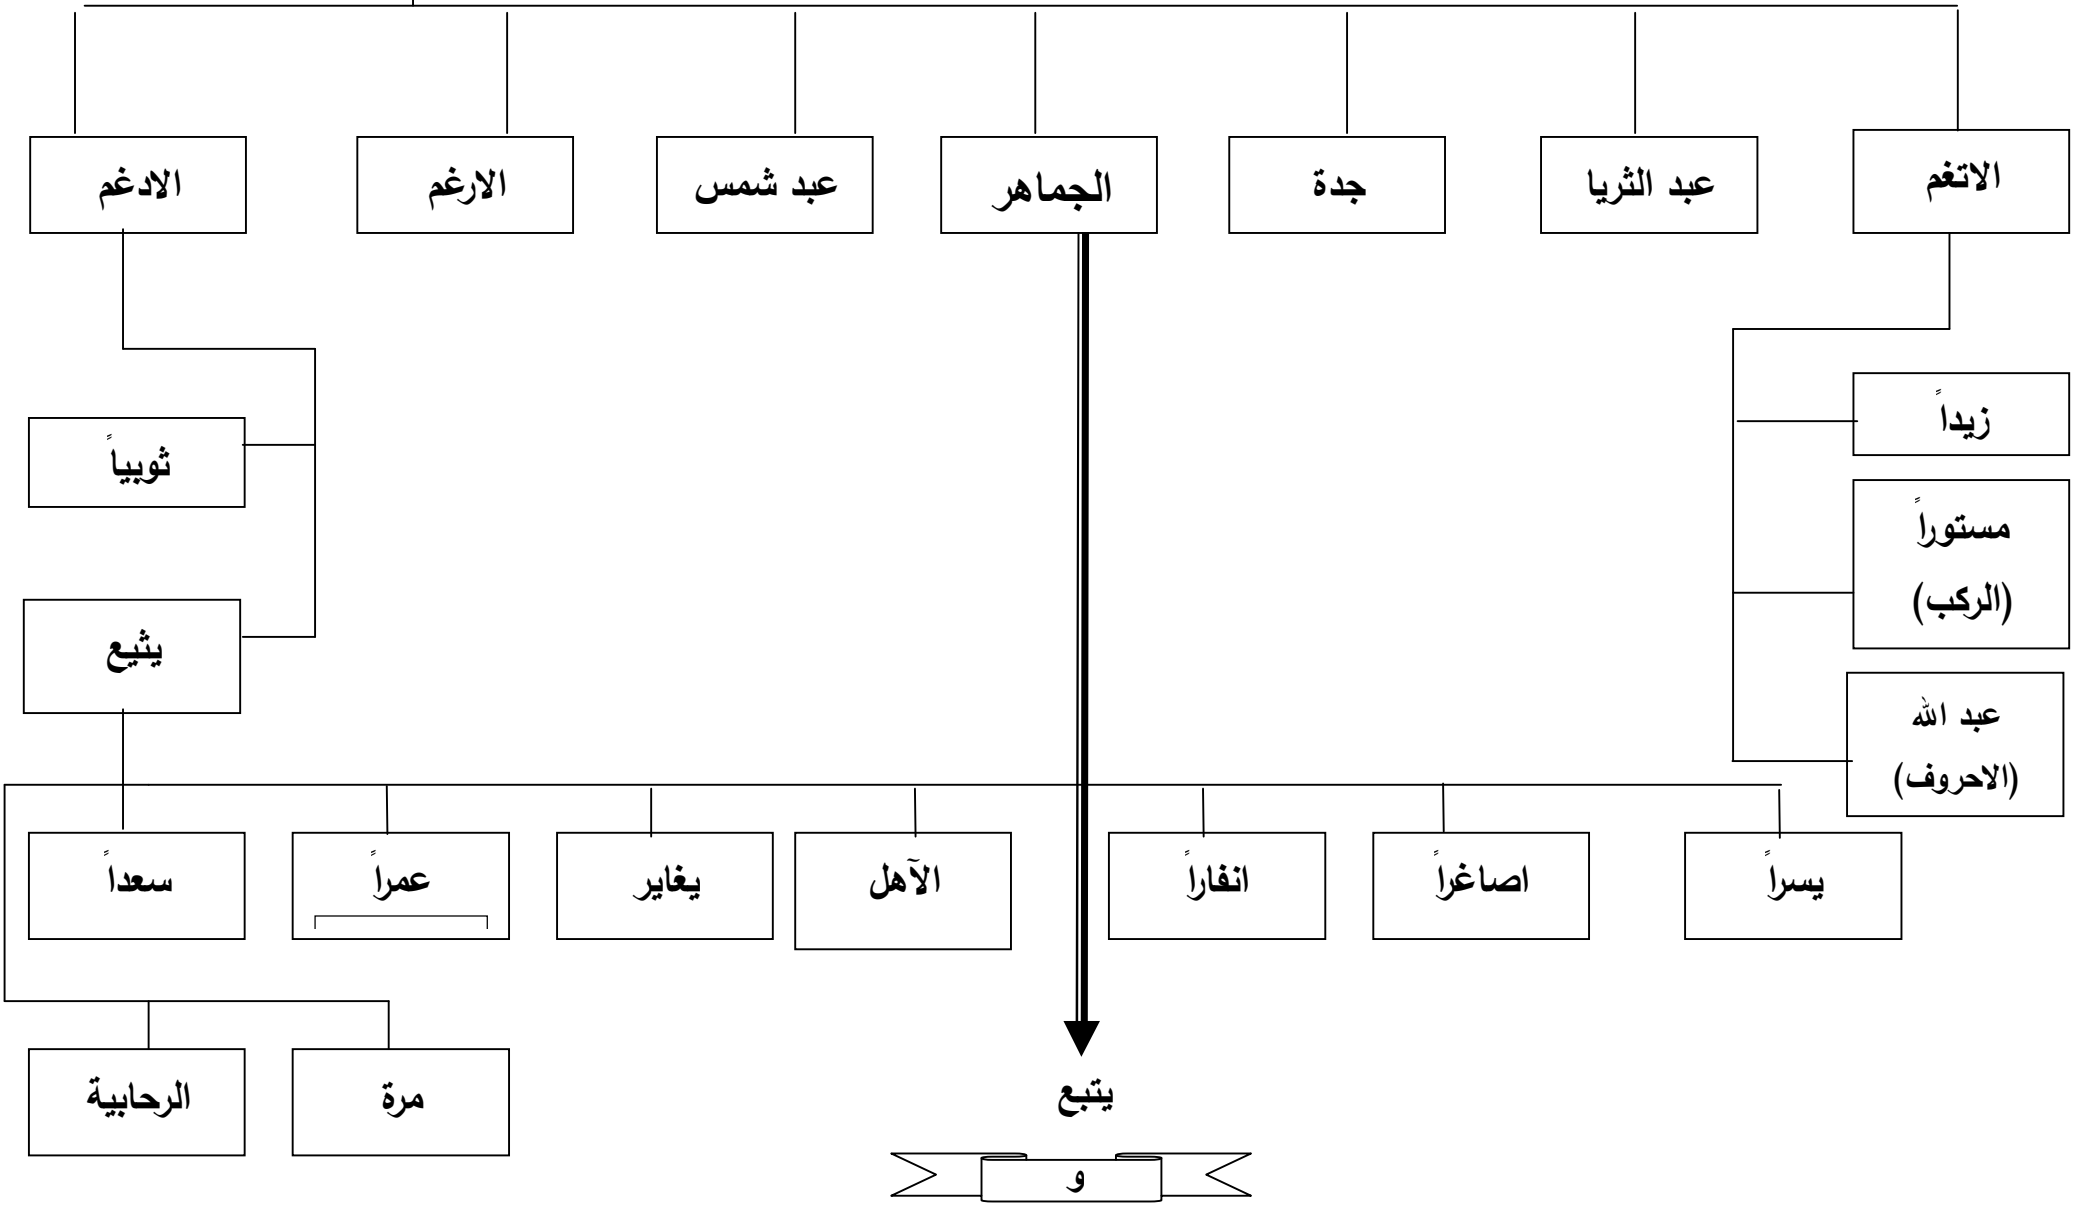 الاتغم
عبد الثريا
جدة
الجماهر
عبد شمس
الارغم
الادغم
زيداً
مستوراً
(الركب)
عبد الله
(الاحروف)
ثوبياً
يثيع
يسراً
اصاغراً
انفاراً
الآهل
يغاير
عمراً
سعداً
مرة
الرحابية
يتبع
و